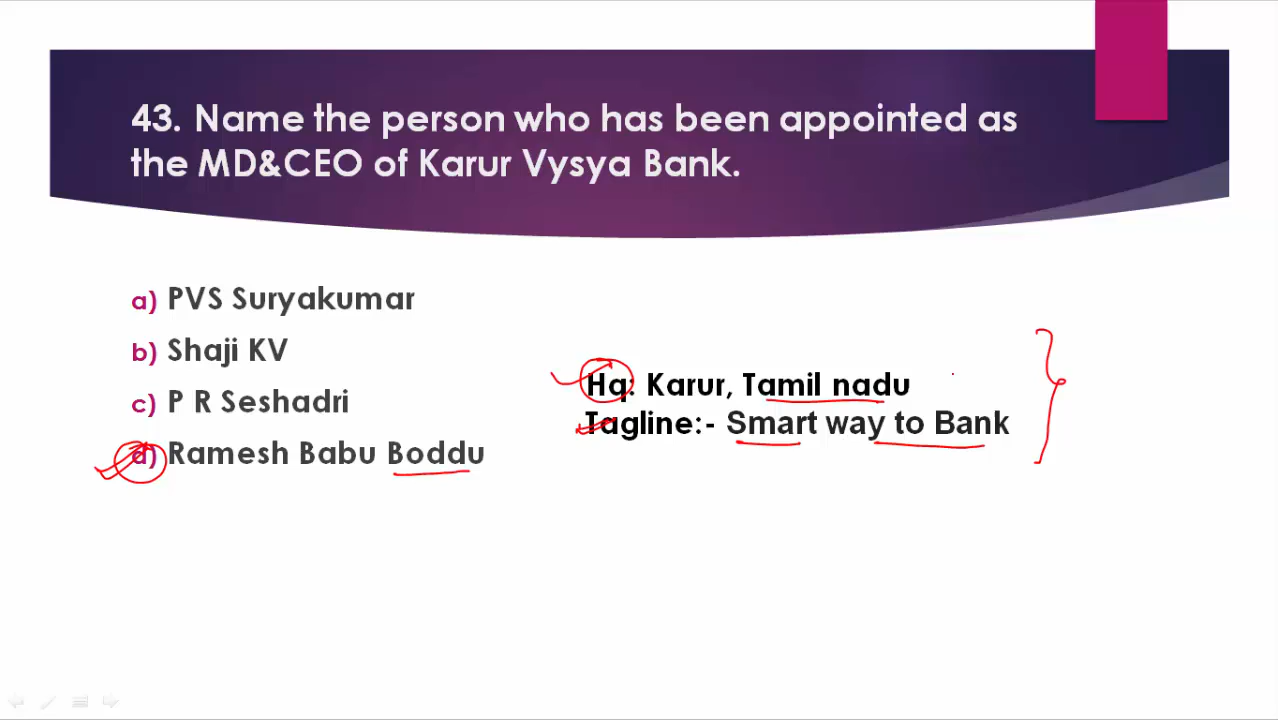 43. Name the person who has been appointed as
the MD&CEO of Karur Vysya Bank.
a) PVS Suryakumar
b) Shaji KV
c) P R Seshadri
d) Ramesh Babu Boddu
Hq: Karur, Tamil nadu
Tagline:- Smart way to Bank